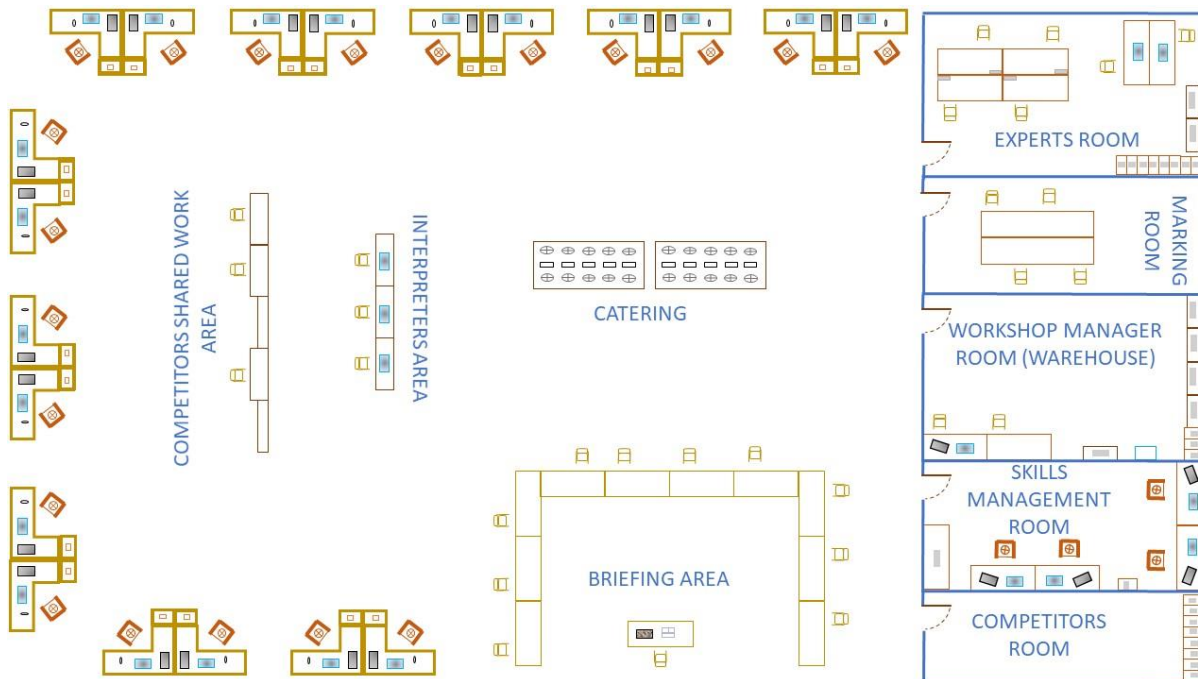 EXPERTS ROOM
MARKING
ROOM
COMPETITORS SHARED WORK
AREA
INTERPRETERS AREA
CATERING
WORKSHOP MANAGER
ROOM (WAREHOUSE)
SKILLS
MANAGEMENT
ROOM
BRIEFING AREA
COMPETITORS
ROOM